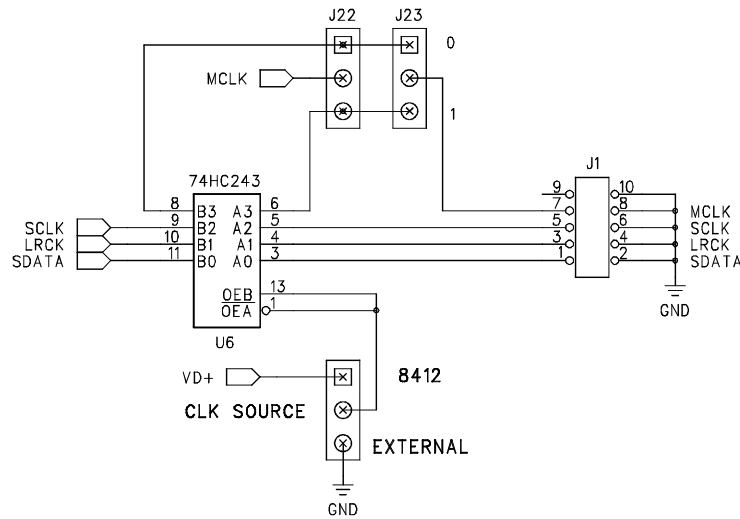 J22 J23
0
MCLK
1
74HC243
J1
8 B3 A3 6
9 10
SCLK 9 B2 A2 5
7 8 MCLK
LRCK 10 B1 A1 4
5 6 SCLK
SDATA 11 B0 A0 3
3 4 LRCK
1 2 SDATA
OEB 13
OEA 1
GND
U6
VD+
8412
CLK SOURCE
EXTERNAL
GND